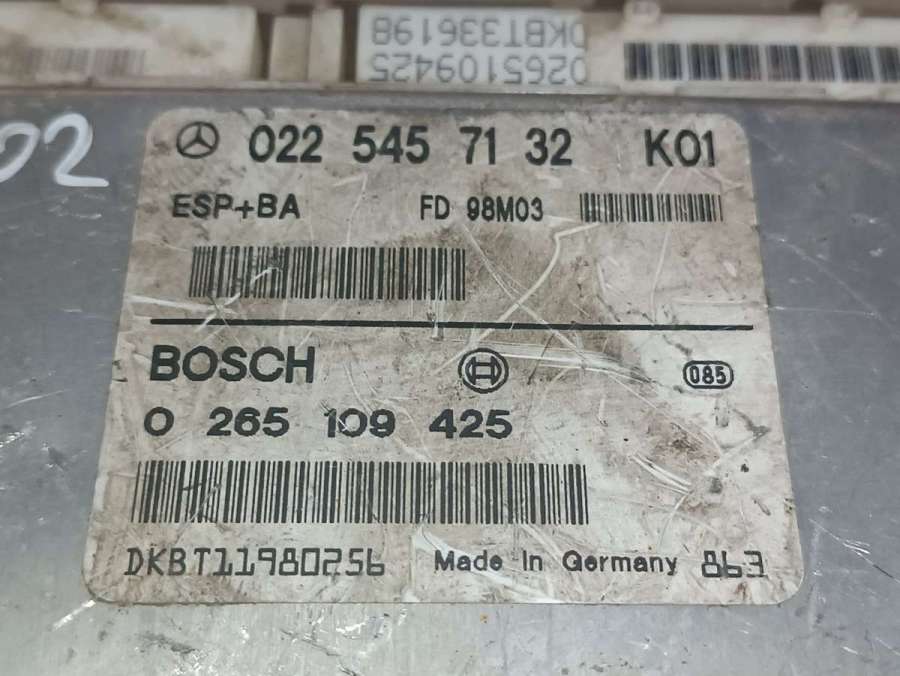 0265109425
DKBT336198
02
022 545 71 32 K01
ESP+BA FD 98M03
BOSCH 085
0 265 109 425
DKBT11980256 Made in Germany 863